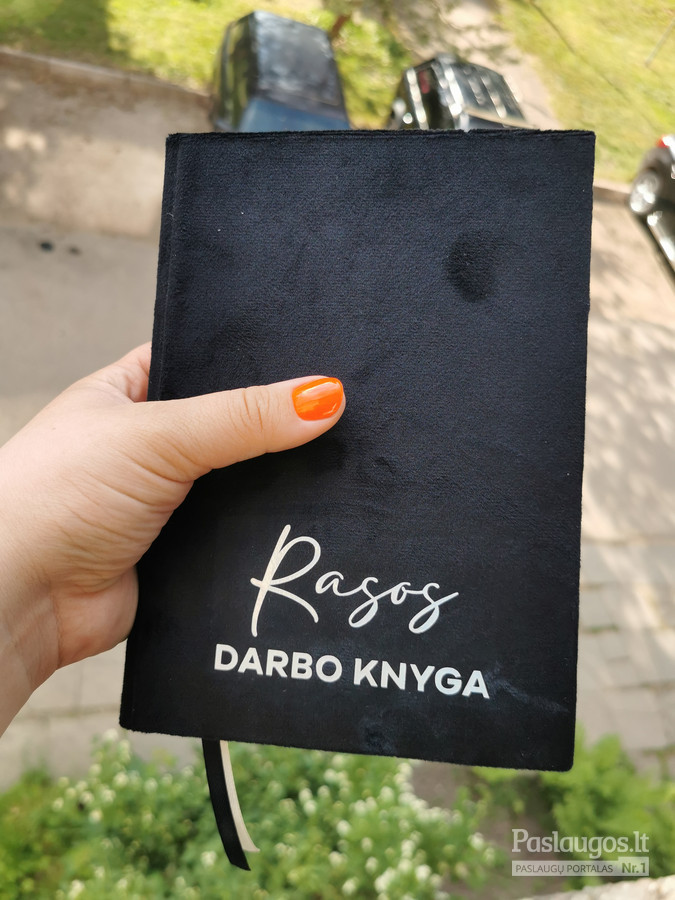 Rasos
DARBO KNYGA
Paslaugos.lt
PASLAUGŲ PORTALAS Nr.1